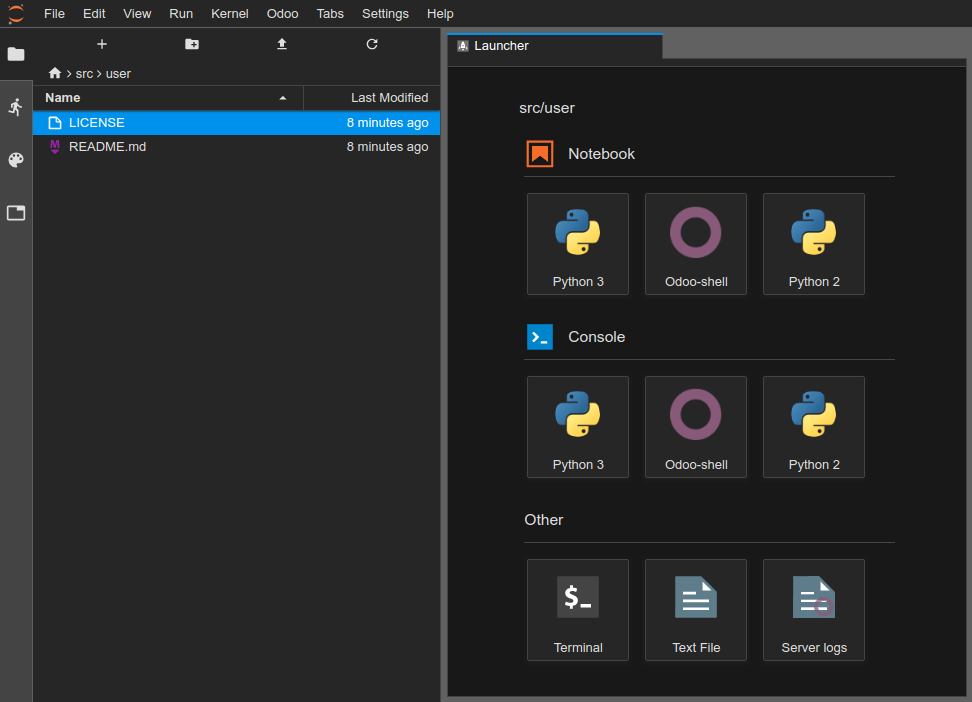 File Edit View Run Kernel Odoo Tabs Settings Help
src user
Name Last Modified
LICENSE 8 minutes ago
M README.md 8 minutes ago
Launcher
src/user
Notebook
Python 3 Odoo-shell Python 2
Console
Python 3 Odoo-shell Python 2
Other
$_
Terminal Text File Server logs